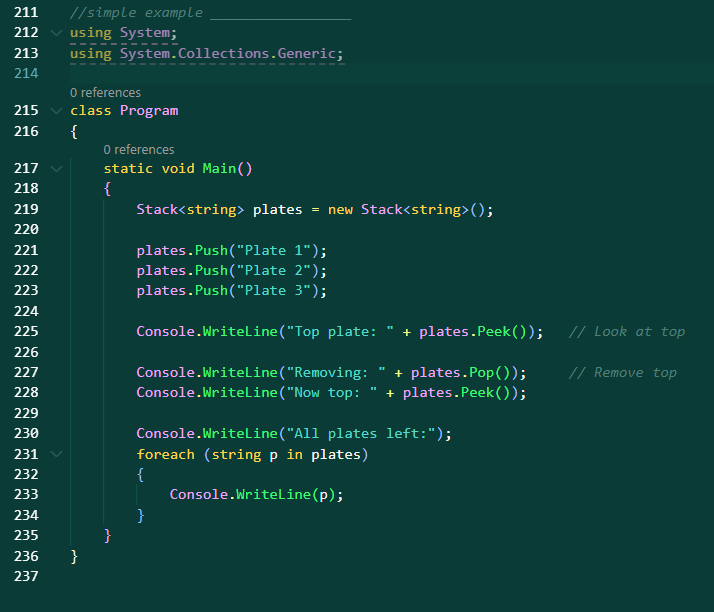 211 //simple example _________________
212 using System;
213 using System.Collections.Generic;
214
0 references
215 class Program
216 {
0 references
217 static void Main()
218 {
219 Stack<string> plates = new Stack<string>();
220
221 plates.Push("Plate 1");
222 plates.Push("Plate 2");
223 plates.Push("Plate 3");
224
225 Console.WriteLine("Top plate: " + plates.Peek());   // Look at top
226
227 Console.WriteLine("Removing: " + plates.Pop());     // Remove top
228 Console.WriteLine("Now top: " + plates.Peek());
229
230 Console.WriteLine("All plates left:");
231 foreach (string p in plates)
232 {
233 Console.WriteLine(p);
234 }
235 }
236 }
237